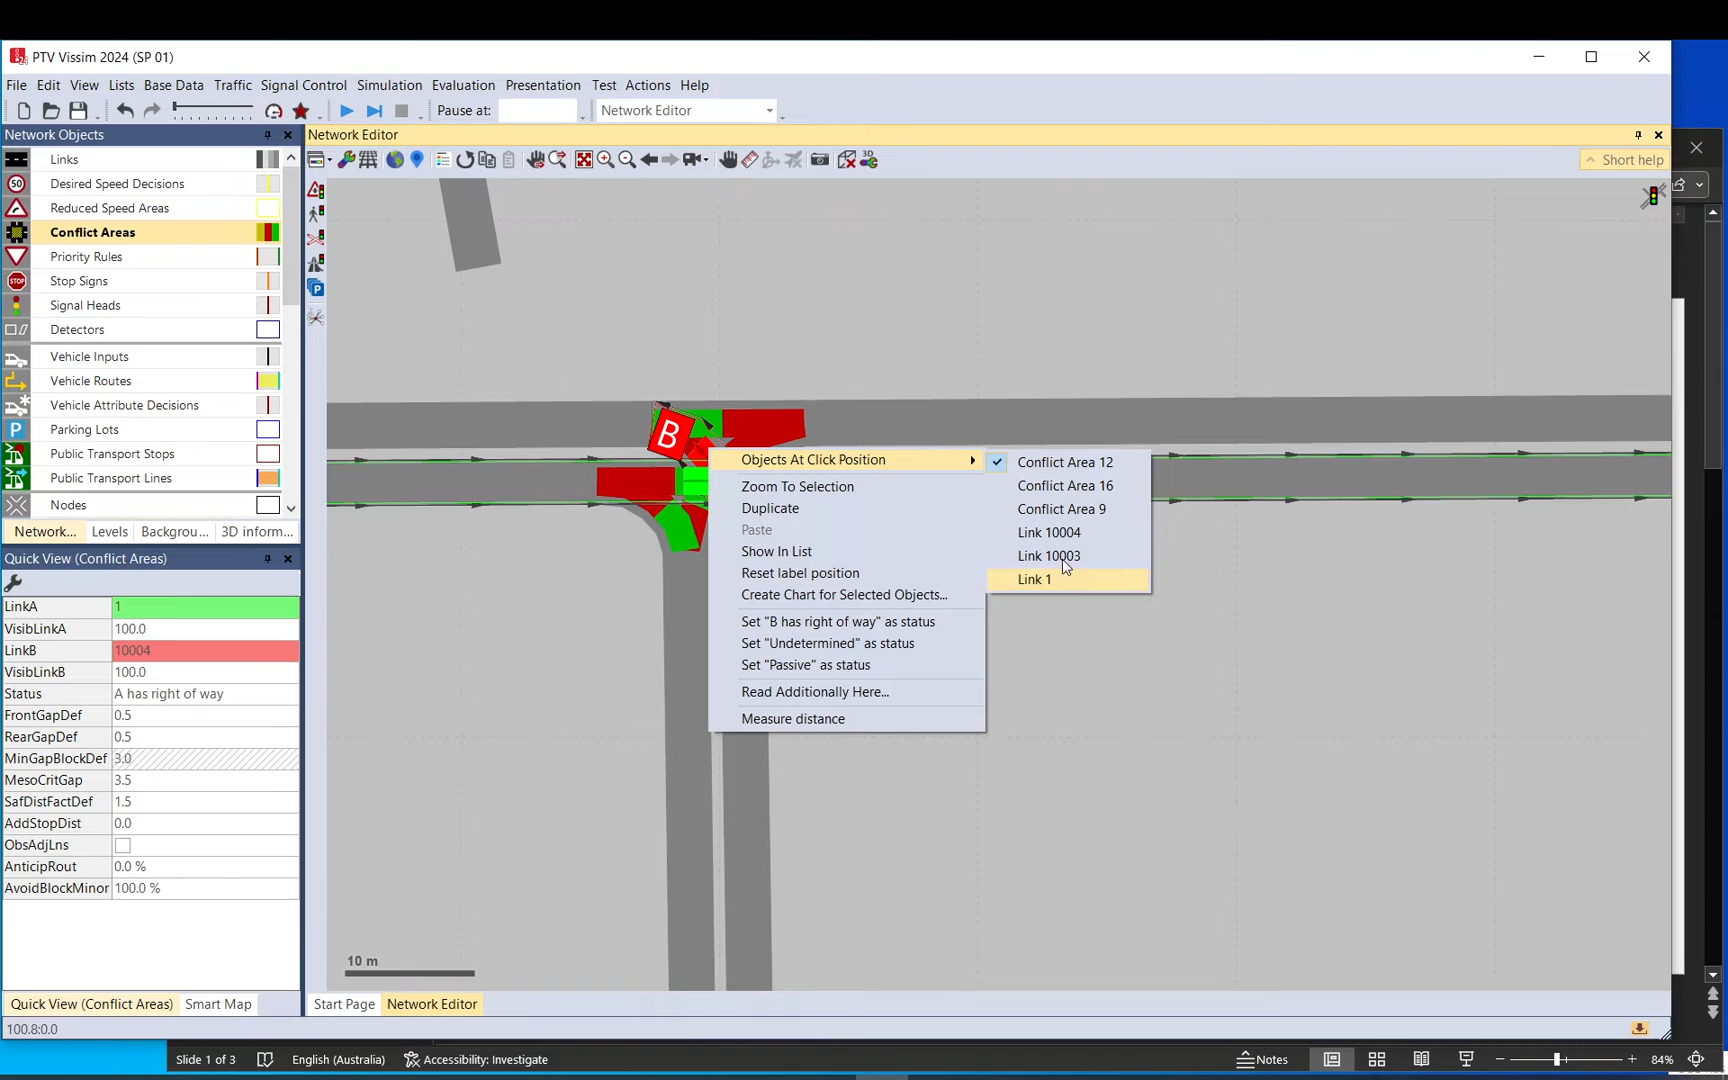 PTV Vissim 2024 (SP 01)
File Edit View Lists Base Data Traffic Signal Control Simulation Evaluation Presentation Test Actions Help
Pause at:
Network Editor
Network Objects
Network Editor
Short help
Links
50 Desired Speed Decisions
Reduced Speed Areas
Conflict Areas
Priority Rules
STOP Stop Signs
Signal Heads
Detectors
Vehicle Inputs
Vehicle Routes
Vehicle Attribute Decisions
P Parking Lots
Public Transport Stops
Public Transport Lines
Nodes
Network... Levels Backgrou... 3D inform...
Quick View (Conflict Areas)
LinkA 1
VisibLinkA 100.0
LinkB 10004
VisibLinkB 100.0
Status A has right of way
FrontGapDef 0.5
RearGapDef 0.5
MinGapBlockDef 3.0
MesoCritGap 3.5
SafDistFactDef 1.5
AddStopDist 0.0
ObsAdjLns
AnticipRout 0.0 %
AvoidBlockMinor 100.0 %
Quick View (Conflict Areas) Smart Map
100.8:0.0
3D
P
B
Objects At Click Position
Zoom To Selection
Duplicate
Paste
Show In List
Reset label position
Create Chart for Selected Objects...
Set "B has right of way" as status
Set "Undetermined" as status
Set "Passive" as status
Read Additionally Here...
Measure distance
Conflict Area 12
Conflict Area 16
Conflict Area 9
Link 10004
Link 10003
Link 1
10 m
Start Page Network Editor
Slide 1 of 3 English (Australia) Accessibility: Investigate Notes 84%